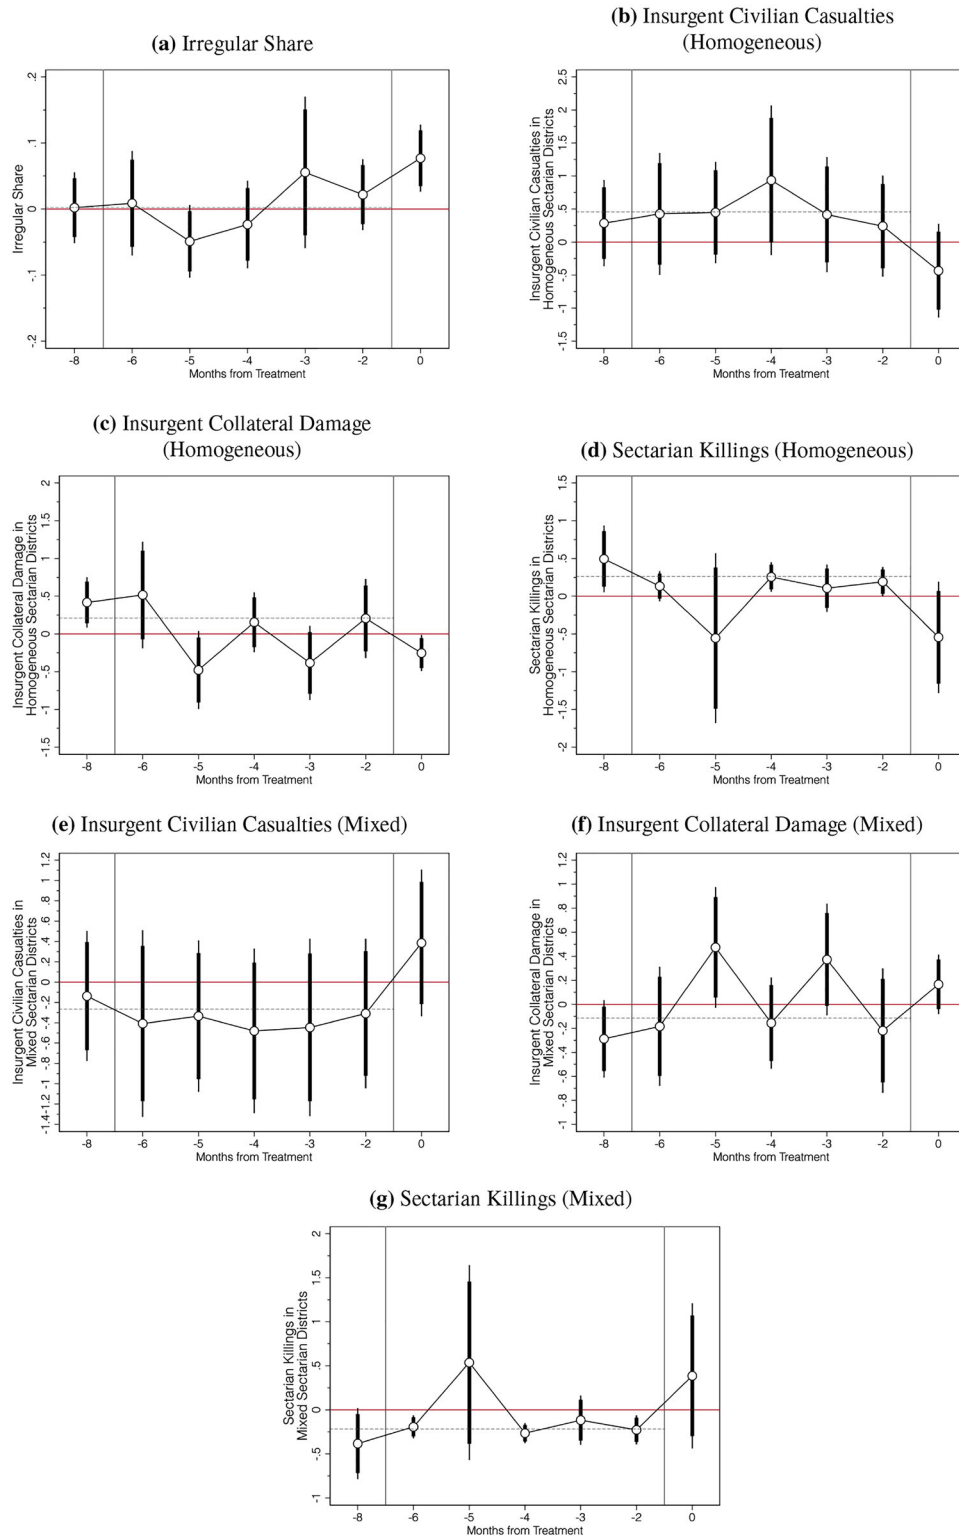 (a) Irregular Share
Irregular Share
.2
.1
0
-.1
-.2
-8 -6 -5 -4 -3 -2 0
Months from Treatment
(b) Insurgent Civilian Casualties
(Homogeneous)
Insurgent Civilian Casualties in
Homogeneous Sectarian Districts
2.5
2
1.5
1
.5
0
-.5
-1
-1.5
-8 -6 -5 -4 -3 -2 0
Months from Treatment
(c) Insurgent Collateral Damage
(Homogeneous)
Insurgent Collateral Damage in
Homogeneous Sectarian Districts
2
1.5
1
.5
0
-.5
-1
-1.5
-8 -6 -5 -4 -3 -2 0
Months from Treatment
(d) Sectarian Killings (Homogeneous)
Sectarian Killings in
Homogeneous Sectarian Districts
1.5
1
.5
0
-.5
-1
-1.5
-2
-8 -6 -5 -4 -3 -2 0
Months from Treatment
(e) Insurgent Civilian Casualties (Mixed)
Insurgent Civilian Casualties in
Mixed Sectarian Districts
1.2
1
.8
.6
.4
.2
0
-.2
-.4
-.6
-.8
-1
-1.2
-1.4
-8 -6 -5 -4 -3 -2 0
Months from Treatment
(f) Insurgent Collateral Damage (Mixed)
Insurgent Collateral Damage in
Mixed Sectarian Districts
1.2
1
.8
.6
.4
.2
0
-.2
-.4
-.6
-.8
-1
-8 -6 -5 -4 -3 -2 0
Months from Treatment
(g) Sectarian Killings (Mixed)
Sectarian Killings in
Mixed Sectarian Districts
2
1.5
1
.5
0
-.5
-1
-8 -6 -5 -4 -3 -2 0
Months from Treatment